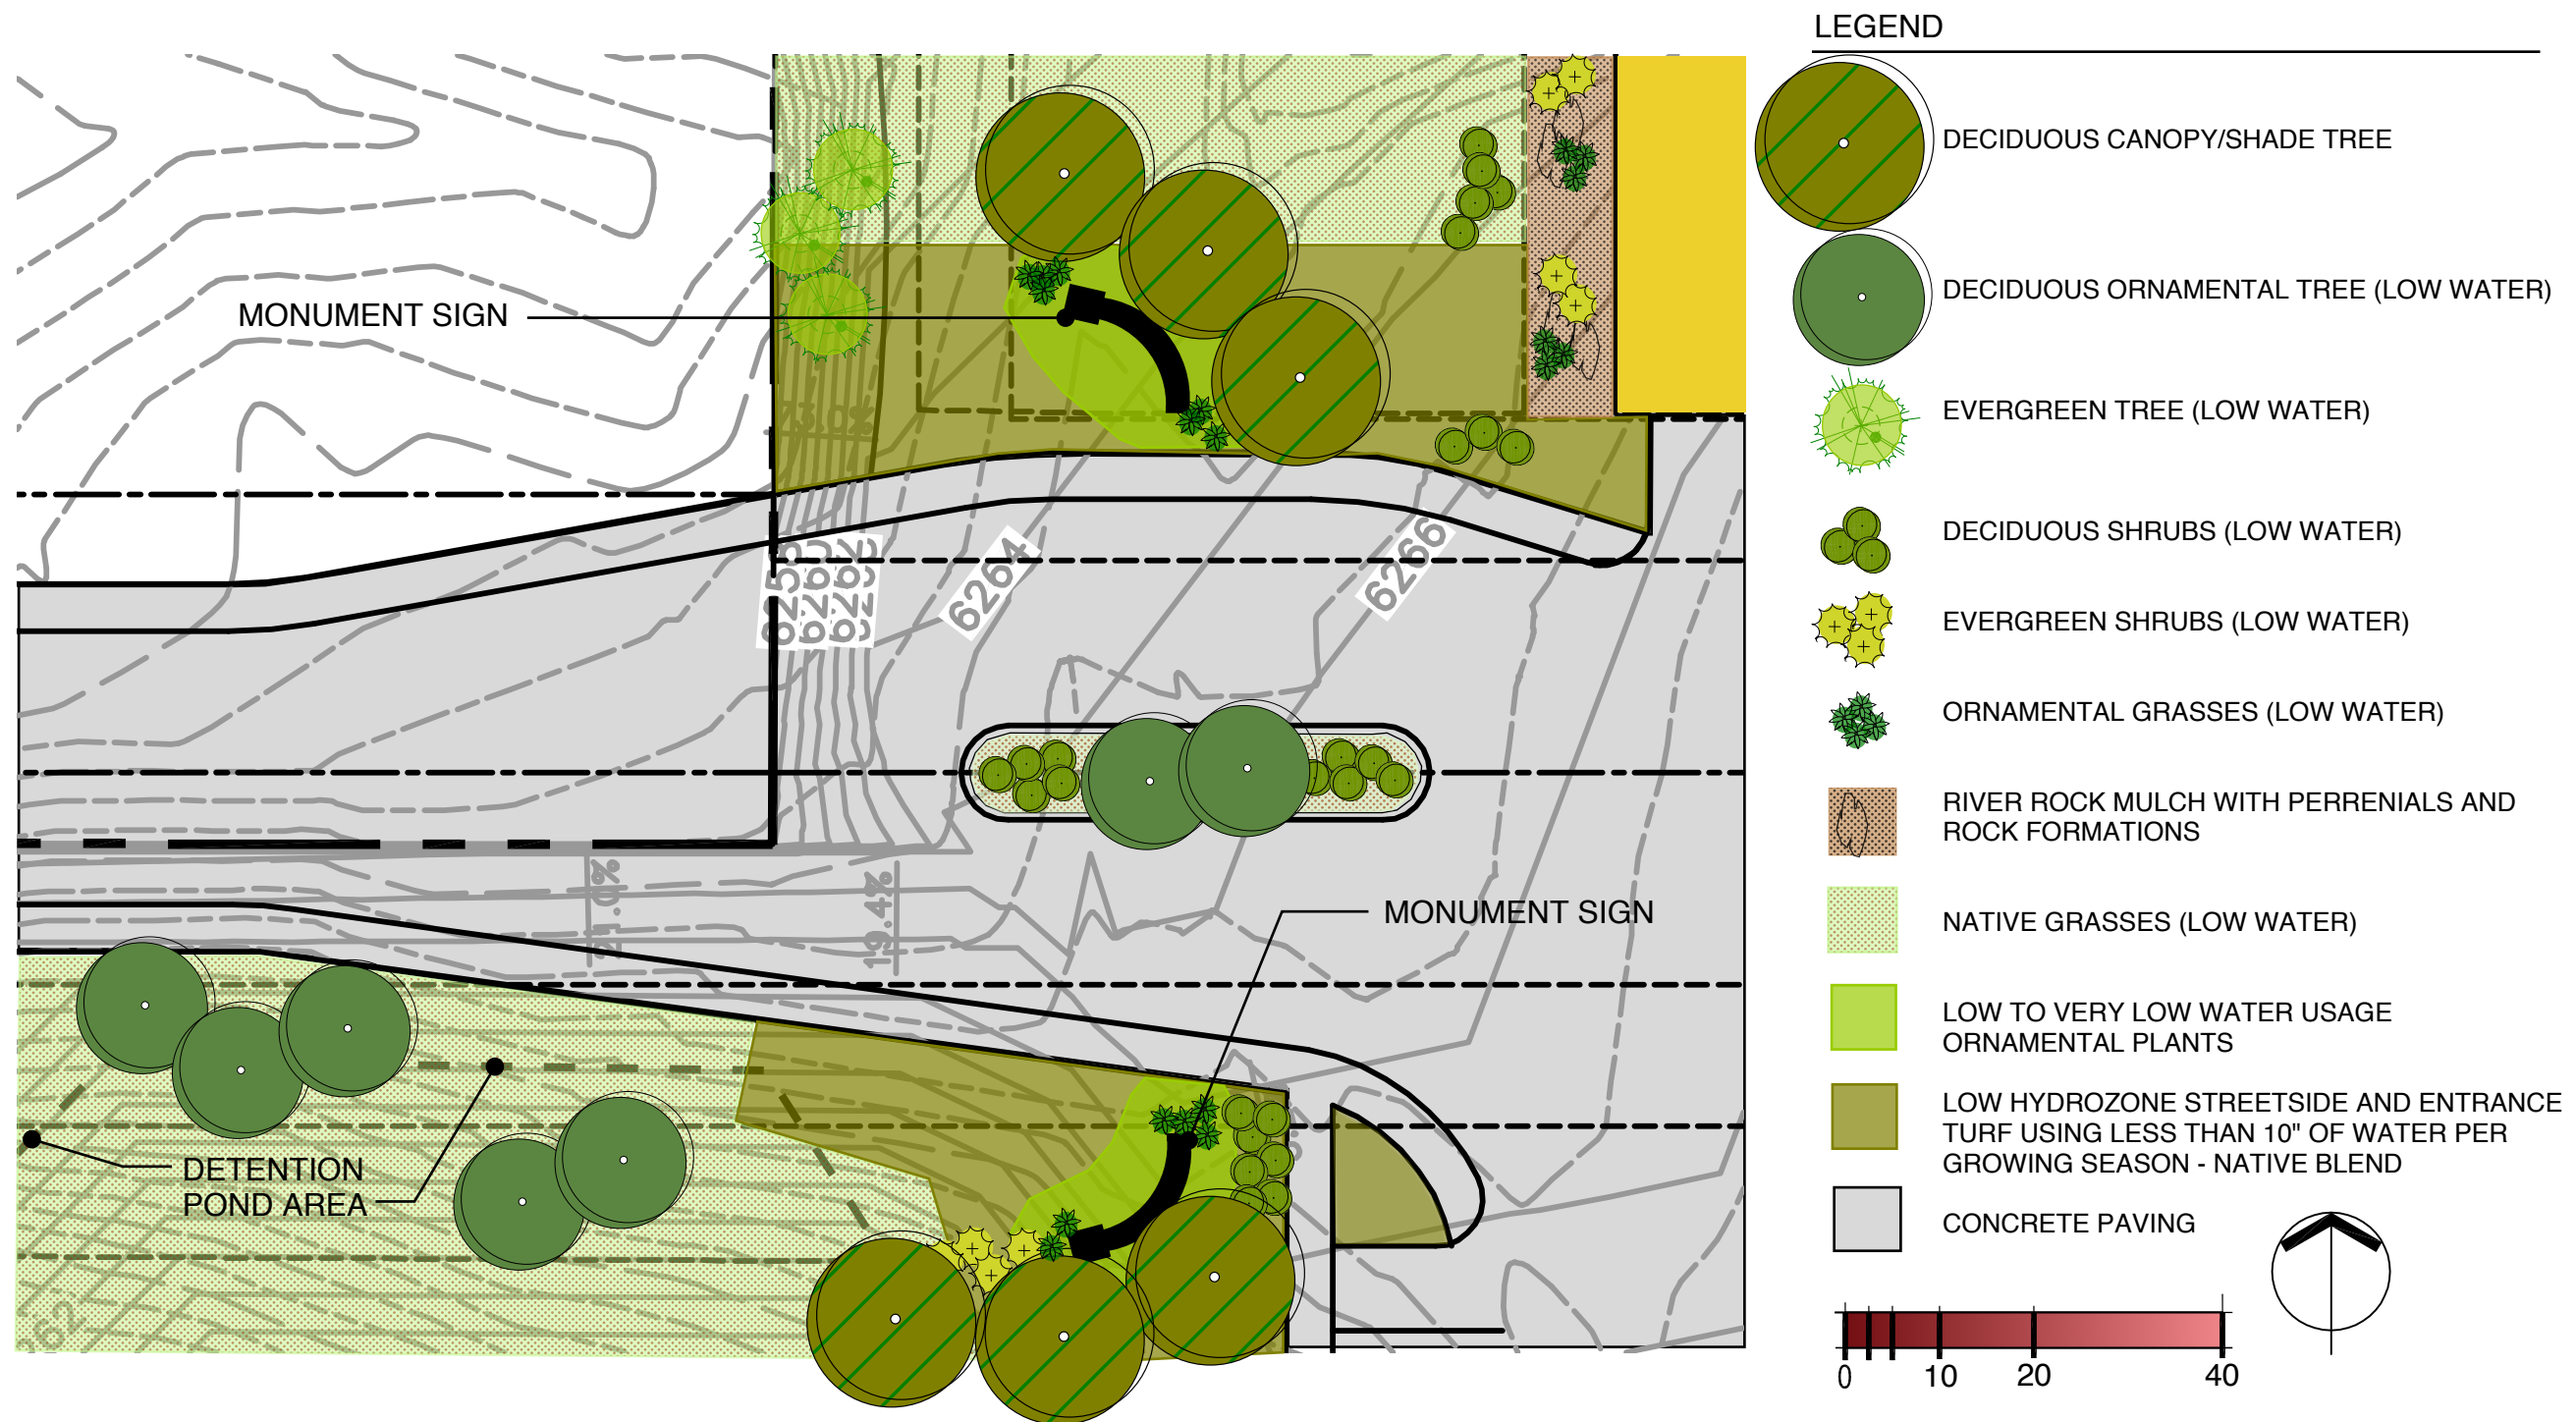 LEGEND
DECIDUOUS CANOPY/SHADE TREE
DECIDUOUS ORNAMENTAL TREE (LOW WATER)
EVERGREEN TREE (LOW WATER)
DECIDUOUS SHRUBS (LOW WATER)
EVERGREEN SHRUBS (LOW WATER)
ORNAMENTAL GRASSES (LOW WATER)
RIVER ROCK MULCH WITH PERRENIALS AND
ROCK FORMATIONS
NATIVE GRASSES (LOW WATER)
LOW TO VERY LOW WATER USAGE
ORNAMENTAL PLANTS
LOW HYDROZONE STREETSIDE AND ENTRANCE
TURF USING LESS THAN 10" OF WATER PER
GROWING SEASON - NATIVE BLEND
CONCRETE PAVING
0 10 20 40
MONUMENT SIGN
6264
6266
19.4%
MONUMENT SIGN
DETENTION
POND AREA